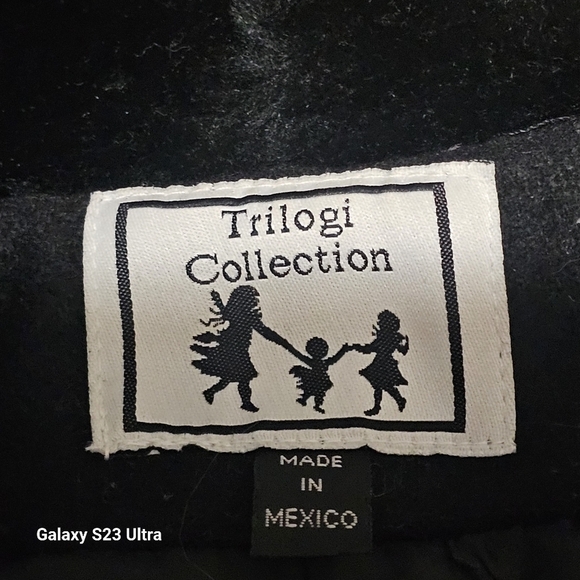 Trilogi
Collection
MADE
IN
MEXICO
Galaxy S23 Ultra